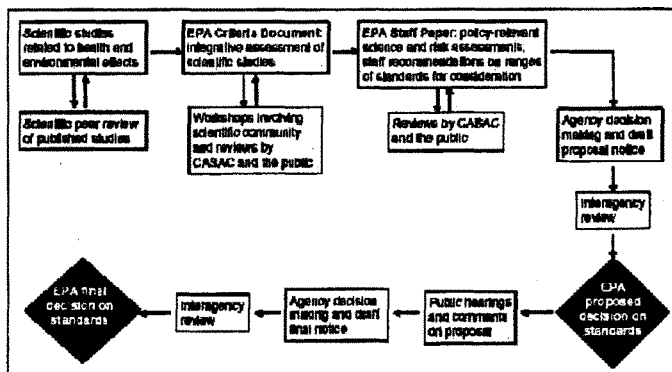 Scientific studies
related to health and
environmental effects
EPA Criteria Document:
integrative assessment of
scientific studies
EPA Staff Paper: policy-relevant
science and risk assessments;
staff recommendations on ranges
of standards for consideration
Scientific peer review
of published studies
Workshops involving
scientific community
and reviews by
CASAC and the public
Reviews by CASAC
and the public
Agency decision
making and draft
proposal notice
Interagency
review
EPA
proposed
decision on
standards
Public hearings
and comments
on proposal
Agency decision
making and draft
final notice
Interagency
review
EPA final
decision on
standards